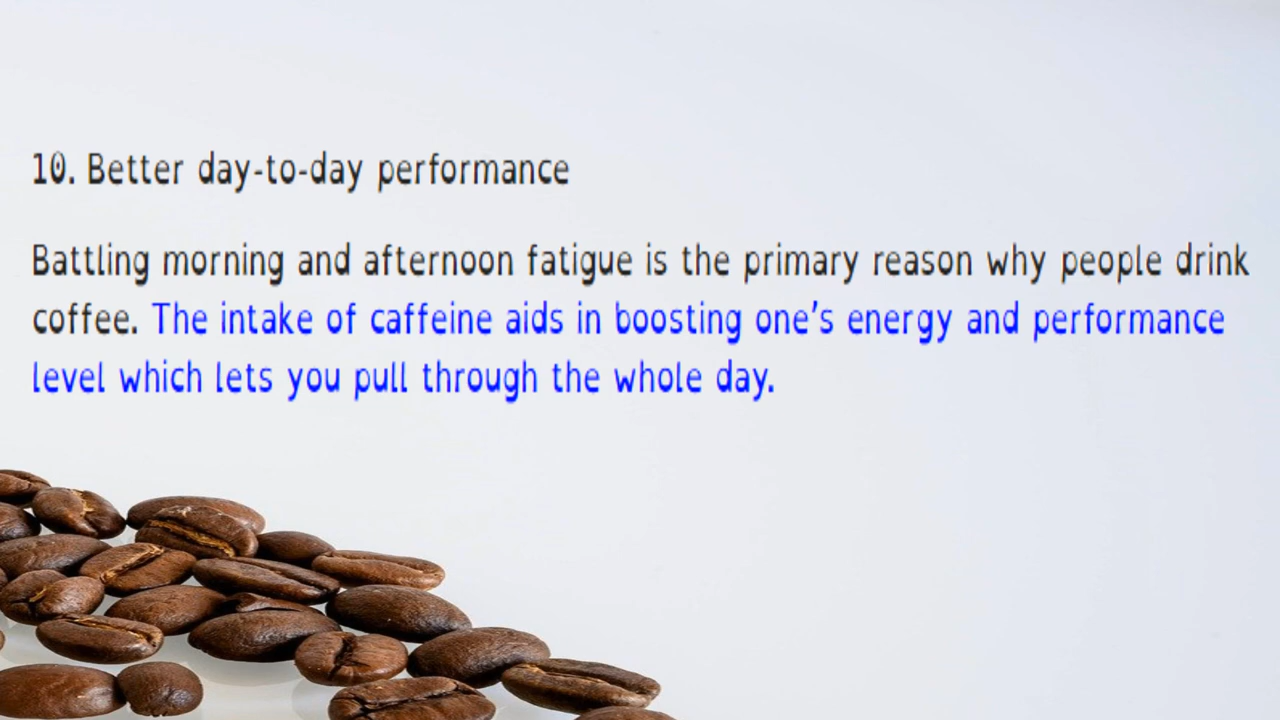 10. Better day-to-day performance
Battling morning and afternoon fatigue is the primary reason why people drink
coffee. The intake of caffeine aids in boosting one's energy and performance
level which lets you pull through the whole day.